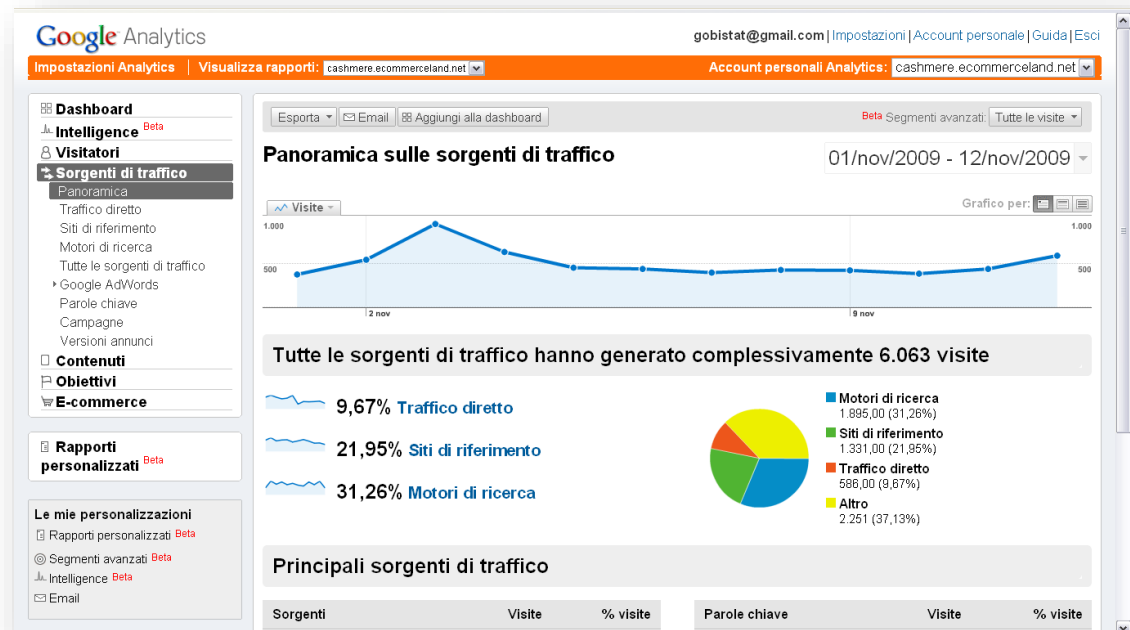 Google Analytics
gobistat@gmail.com | Impostazioni | Account personale | Guida | Esci
Impostazioni Analytics | Visualizza rapporti: cashmere.ecommerceland.net
Account personali Analytics: cashmere.ecommerceland.net
Dashboard
Intelligence Beta
Visitatori
Sorgenti di traffico
Panoramica
Traffico diretto
Siti di riferimento
Motori di ricerca
Tutte le sorgenti di traffico
Google AdWords
Parole chiave
Campagne
Versioni annunci
Contenuti
Obiettivi
E-commerce
Rapporti
personalizzati Beta
Le mie personalizzazioni
Rapporti personalizzati Beta
Segmenti avanzati Beta
Intelligence Beta
Email
Esporta Email Aggiungi alla dashboard
Beta Segmenti avanzati: Tutte le visite
Panoramica sulle sorgenti di traffico
01/nov/2009 - 12/nov/2009
Visite
Grafico per:
1.000 1.000
500 500
2 nov 9 nov
Tutte le sorgenti di traffico hanno generato complessivamente 6.063 visite
9,67% Traffico diretto
21,95% Siti di riferimento
31,26% Motori di ricerca
Motori di ricerca
1.895,00 (31,26%)
Siti di riferimento
1.331,00 (21,95%)
Traffico diretto
586,00 (9,67%)
Altro
2.251 (37,13%)
Principali sorgenti di traffico
Sorgenti Visite % visite
Parole chiave Visite % visite